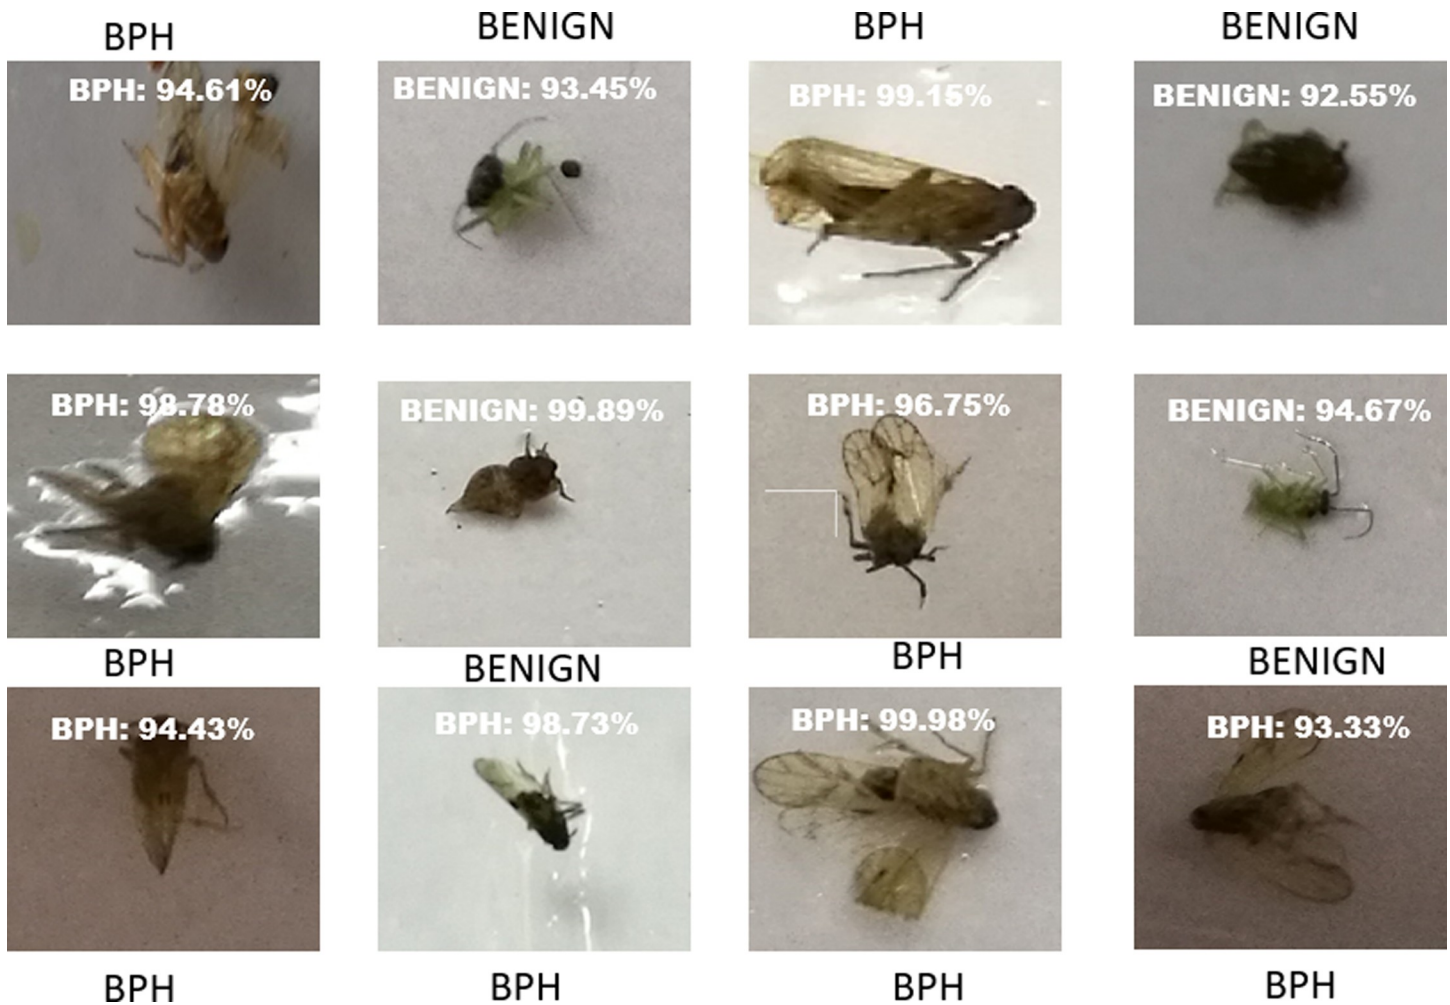 BPH
BENIGN
BPH
BENIGN
BPH: 94.61%
BENIGN: 93.45%
BPH: 99.15%
BENIGN: 92.55%
BPH: 98.78%
BENIGN: 99.89%
BPH: 96.75%
BENIGN: 94.67%
BPH
BENIGN
BPH
BENIGN
BPH: 94.43%
BPH: 98.73%
BPH: 99.98%
BPH: 93.33%
BPH
BPH
BPH
BPH